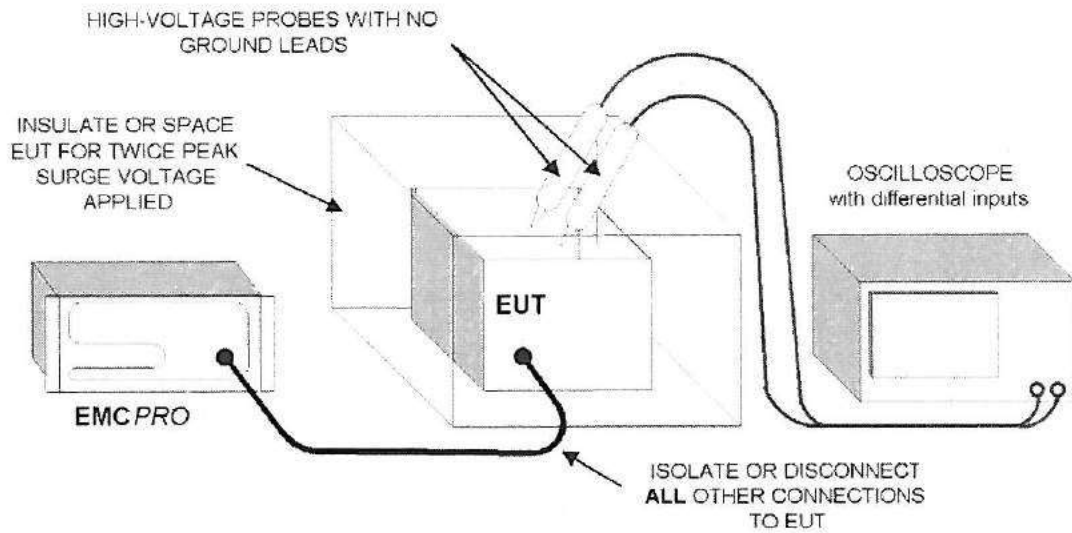 HIGH-VOLTAGE PROBES WITH NO
GROUND LEADS
INSULATE OR SPACE
EUT FOR TWICE PEAK
SURGE VOLTAGE
APPLIED
OSCILLOSCOPE
with differential inputs
EUT
EMCPRO
ISOLATE OR DISCONNECT
ALL OTHER CONNECTIONS
TO EUT